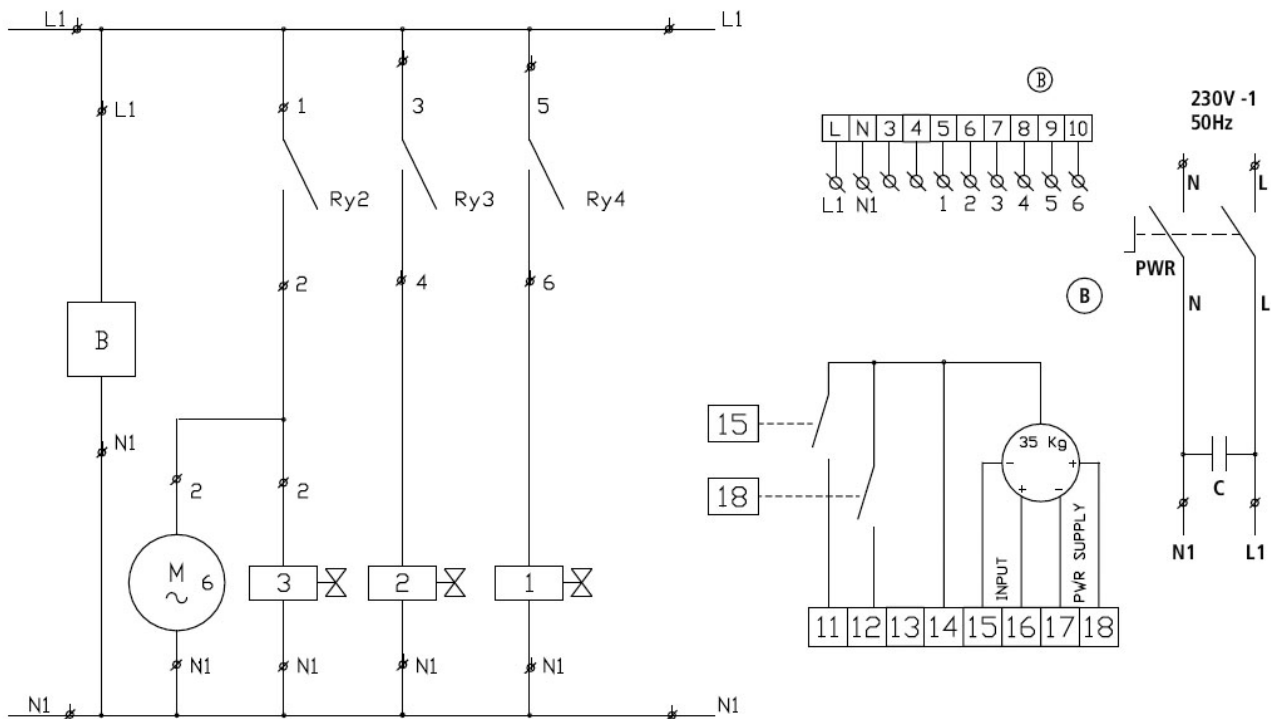 L1 L1
L1 1 3 5
Ry2 Ry3 Ry4
2 4 6
B
N1
2 2
M 6 3 2 1
N1 N1 N1 N1
N1 N1
B
L N 3 4 5 6 7 8 9 10
L1 N1 1 2 3 4 5 6
230V -1
50Hz
N L
PWR
N L
B
C
N1 L1
15
18
35 Kg
- +
+ -
INPUT
PWR SUPPLY
11 12 13 14 15 16 17 18